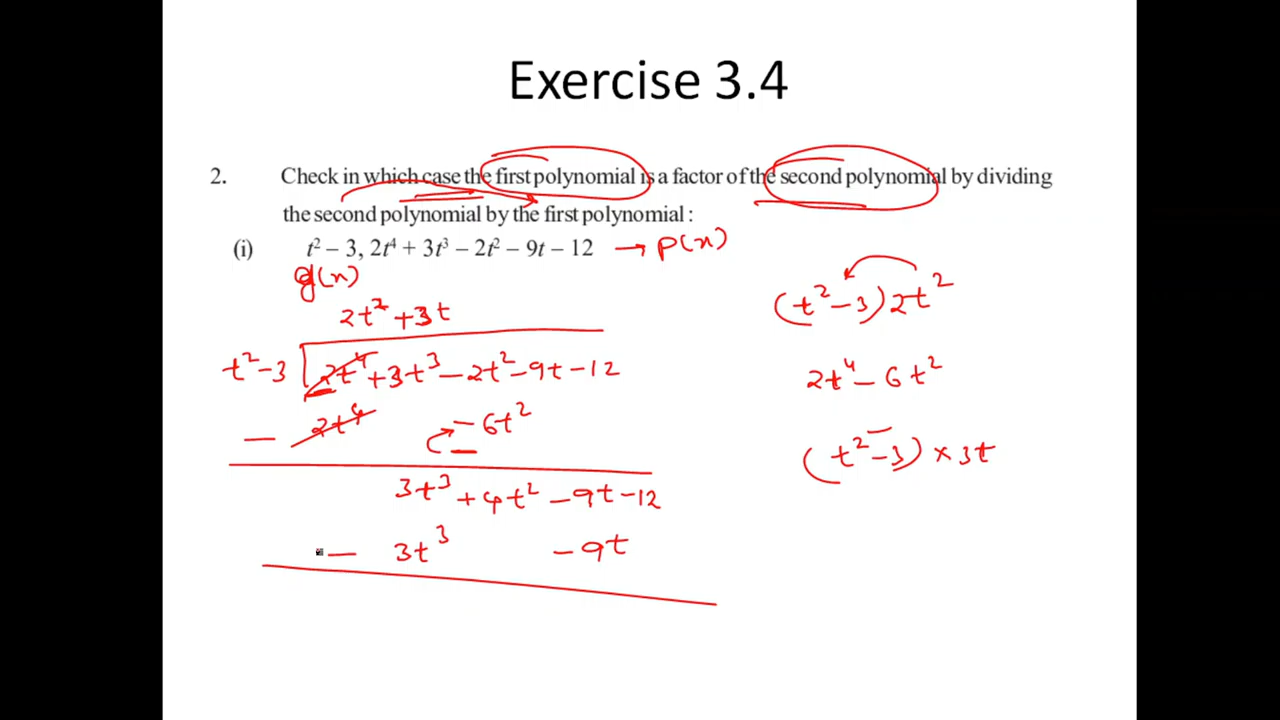 Exercise 3.4
2. Check in which case the first polynomial is a factor of the second polynomial by dividing
the second polynomial by the first polynomial :
(i) t² – 3, 2t⁴ + 3t³ – 2t² – 9t – 12 → p(x)
g(x)
2t² + 3t
t² - 3 2t⁴ + 3t³ - 2t² - 9t - 12
- 2t⁴ - 6t²
3t³ + 4t² - 9t - 12
- 3t³ - 9t
(t² - 3) 2t²
2t⁴ - 6t²
(t² - 3) × 3t